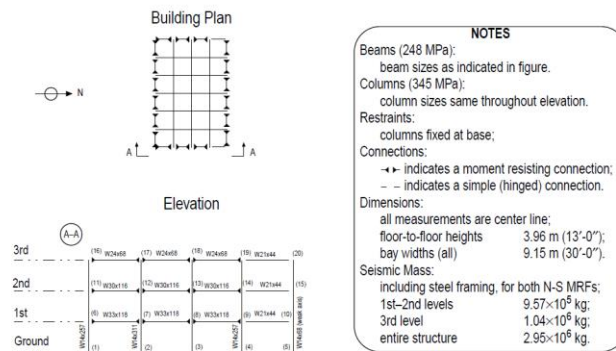 Building Plan
N
A
A
Elevation
A–A
3rd
(16)
W24x68
(17)
W24x68
(18)
W24x68
(19)
W21x44
(20)
2nd
(11)
W30x116
(12)
W30x116
(13)
W30x116
(14)
W21x44
(15)
1st
(6)
W33x118
(7)
W33x118
(8)
W33x118
(9)
W21x44
(10)
Ground
W14x257
(1)
W14x311
(2)
(3)
W14x257
(4)
(5)
W14x68 (weak axis)
NOTES
Beams (248 MPa):
beam sizes as indicated in figure.
Columns (345 MPa):
column sizes same throughout elevation.
Restraints:
columns fixed at base;
Connections:
indicates a moment resisting connection;
– – indicates a simple (hinged) connection.
Dimensions:
all measurements are center line;
floor-to-floor heights 3.96 m (13'-0");
bay widths (all) 9.15 m (30'-0").
Seismic Mass:
including steel framing, for both N-S MRFs;
1st–2nd levels 9.57×10⁵ kg;
3rd level 1.04×10⁶ kg;
entire structure 2.95×10⁶ kg;